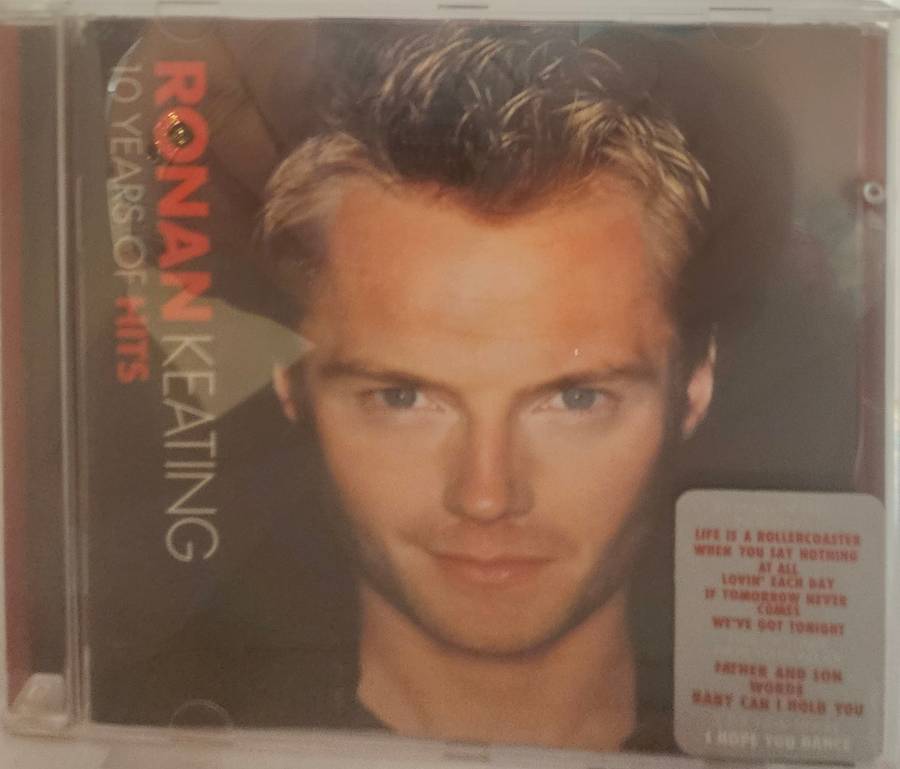 RONAN KEATING
10 YEARS OF HITS
LIFE IS A ROLLERCOASTER
WHEN YOU SAY NOTHING
AT ALL
LOVIN' EACH DAY
IF TOMORROW NEVER
COMES
WE'VE GOT TONIGHT
FATHER AND SON
WORDS
BABY CAN I HOLD YOU
I HOPE YOU DANCE